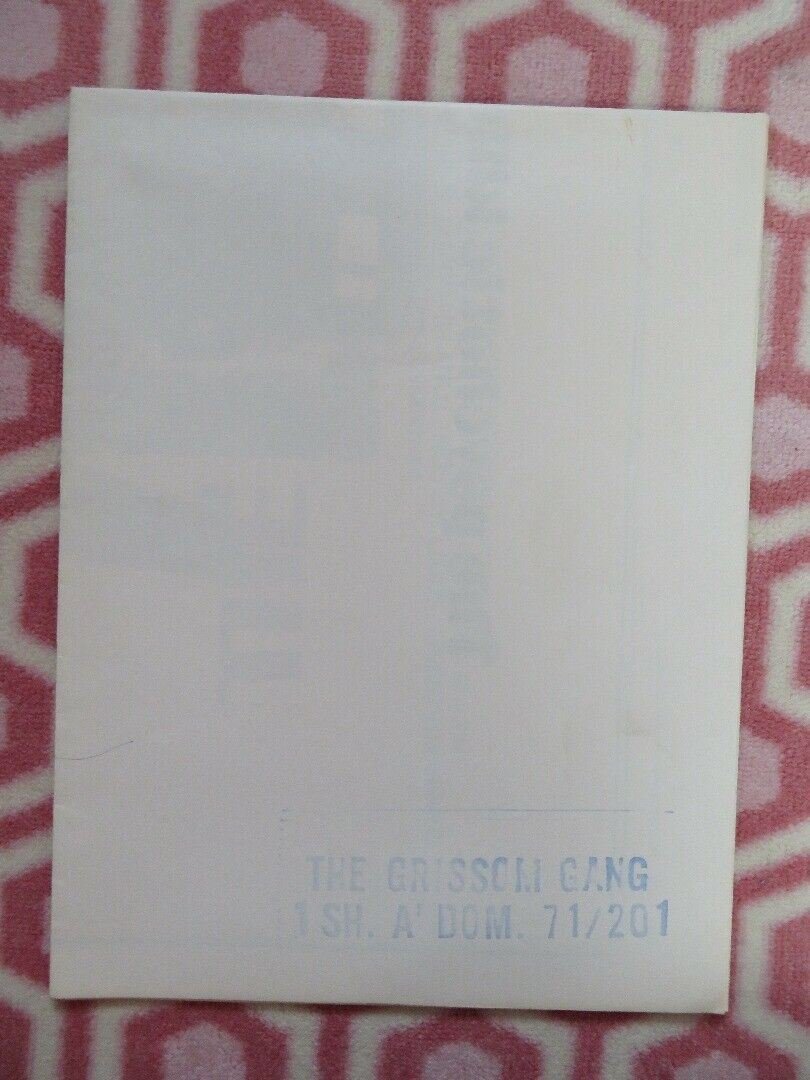 THE GRISSOM GANG
1 SH. A' DOM. 71/201